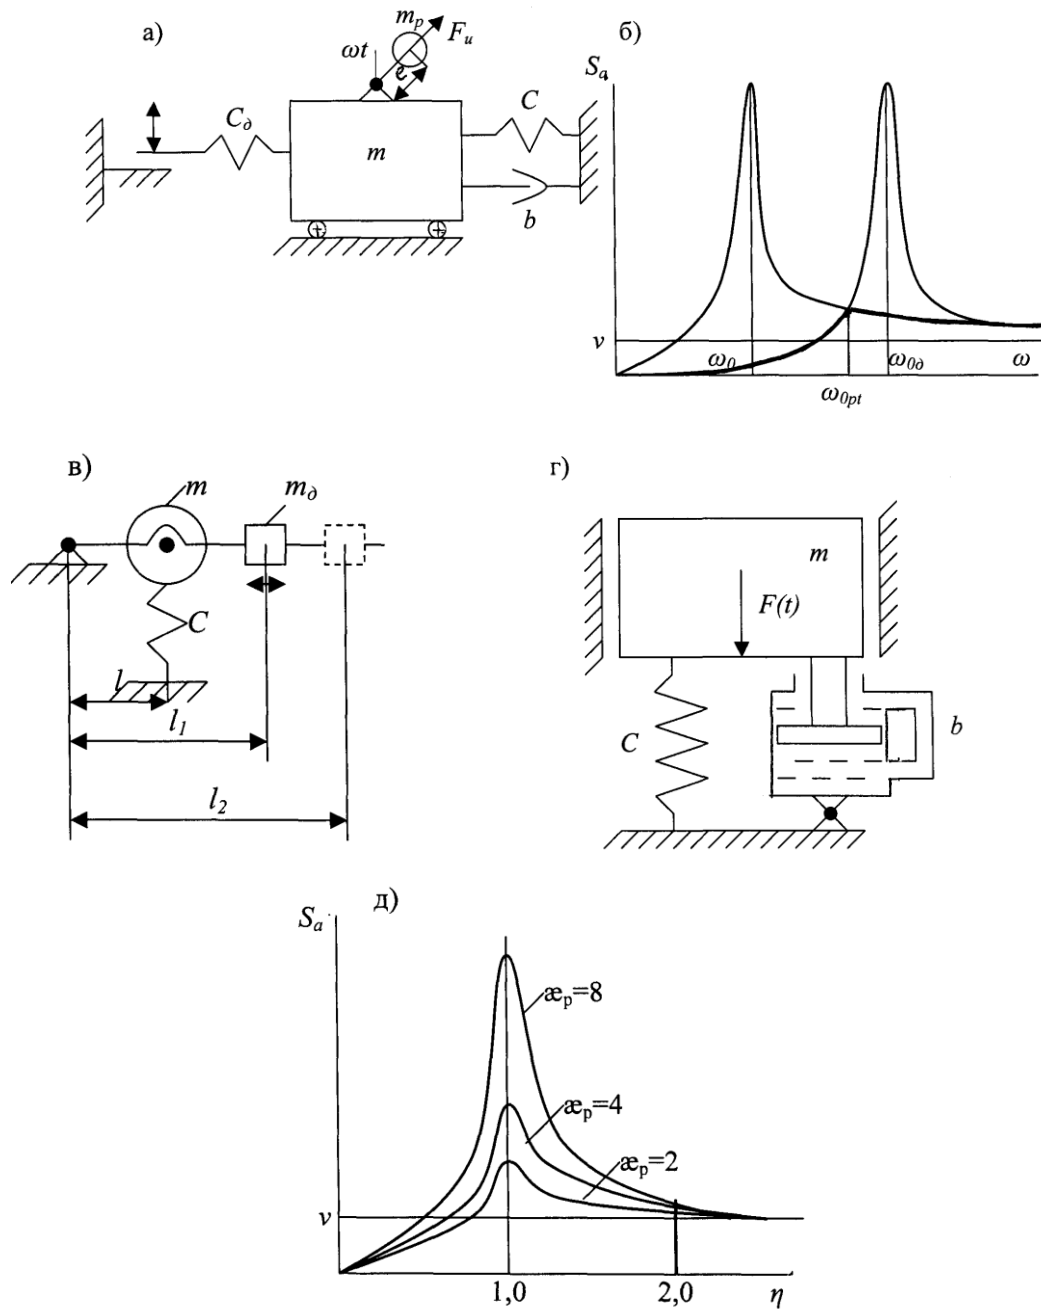 а)
m_p
F_u
ωt
e
C_д
C
m
b
б)
S_a
ν
ω_0
ω_0д
ω
ω_0pt
в)
m
m_д
C
l
l_1
l_2
г)
m
F(t)
C
b
д)
S_a
æ_p=8
æ_p=4
æ_p=2
ν
1,0
2,0
η